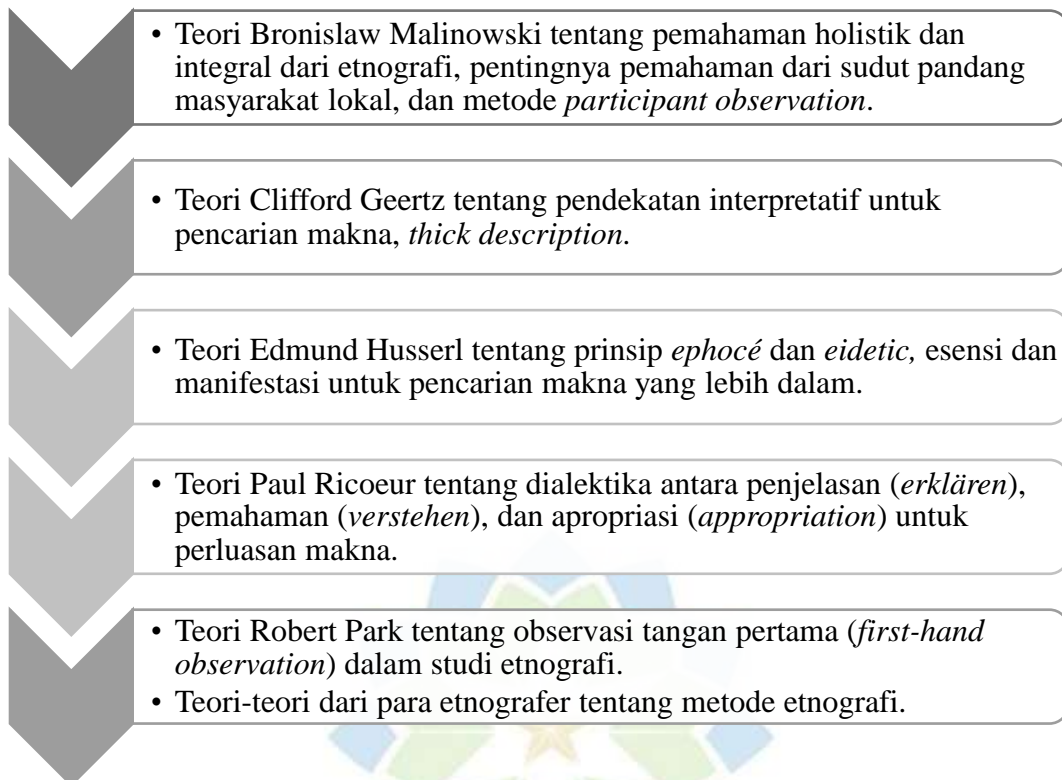 • Teori Bronislaw Malinowski tentang pemahaman holistik dan
integral dari etnografi, pentingnya pemahaman dari sudut pandang
masyarakat lokal, dan metode participant observation.
• Teori Clifford Geertz tentang pendekatan interpretatif untuk
pencarian makna, thick description.
• Teori Edmund Husserl tentang prinsip ephocé dan eidetic, esensi dan
manifestasi untuk pencarian makna yang lebih dalam.
• Teori Paul Ricoeur tentang dialektika antara penjelasan (erklären),
pemahaman (verstehen), dan apropriasi (appropriation) untuk
perluasan makna.
• Teori Robert Park tentang observasi tangan pertama (first-hand
observation) dalam studi etnografi.
• Teori-teori dari para etnografer tentang metode etnografi.